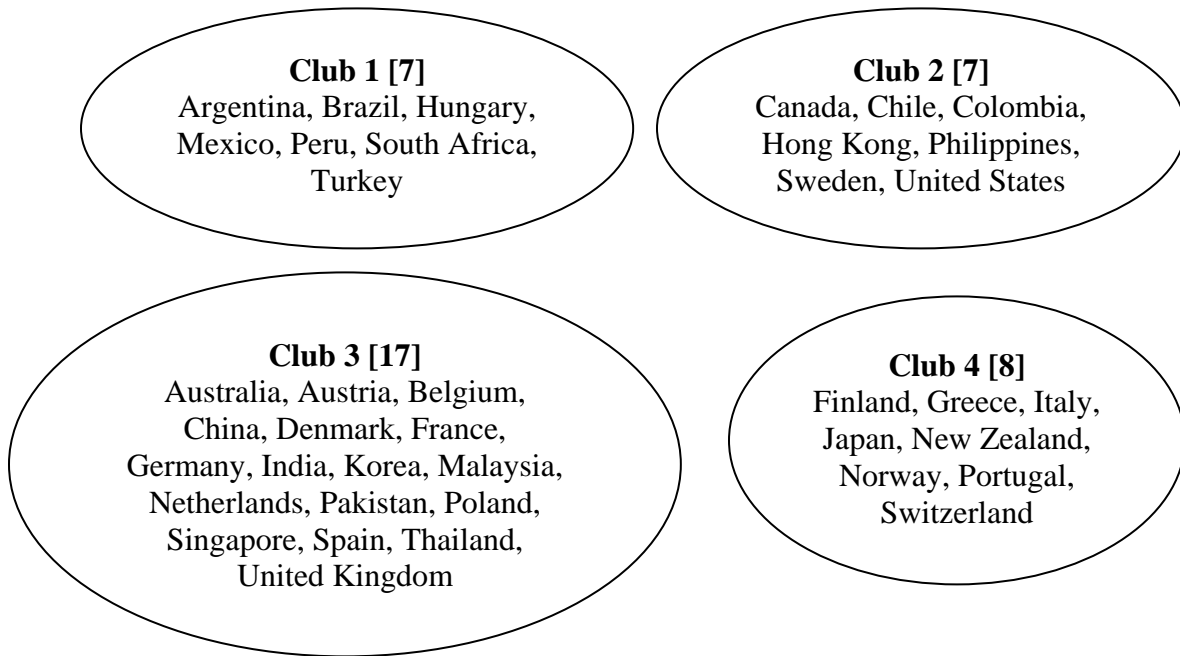 Club 1 [7]
Argentina, Brazil, Hungary,
Mexico, Peru, South Africa,
Turkey
Club 2 [7]
Canada, Chile, Colombia,
Hong Kong, Philippines,
Sweden, United States
Club 3 [17]
Australia, Austria, Belgium,
China, Denmark, France,
Germany, India, Korea, Malaysia,
Netherlands, Pakistan, Poland,
Singapore, Spain, Thailand,
United Kingdom
Club 4 [8]
Finland, Greece, Italy,
Japan, New Zealand,
Norway, Portugal,
Switzerland